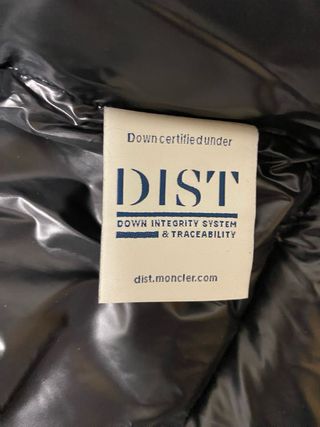 Down certified under
DIST
DOWN INTEGRITY SYSTEM
& TRACEABILITY
dist.moncler.com